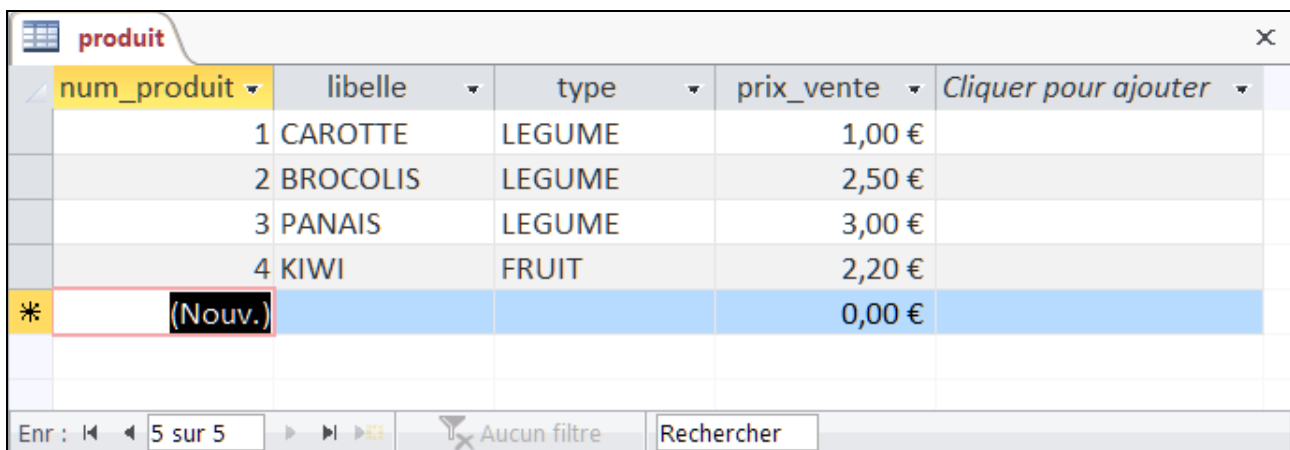 produit
num_produit libelle type prix_vente Cliquer pour ajouter
1 CAROTTE LEGUME 1,00 €
2 BROCOLIS LEGUME 2,50 €
3 PANAIS LEGUME 3,00 €
4 KIWI FRUIT 2,20 €
(Nouv.) 0,00 €
Enr : 5 sur 5 Aucun filtre Rechercher